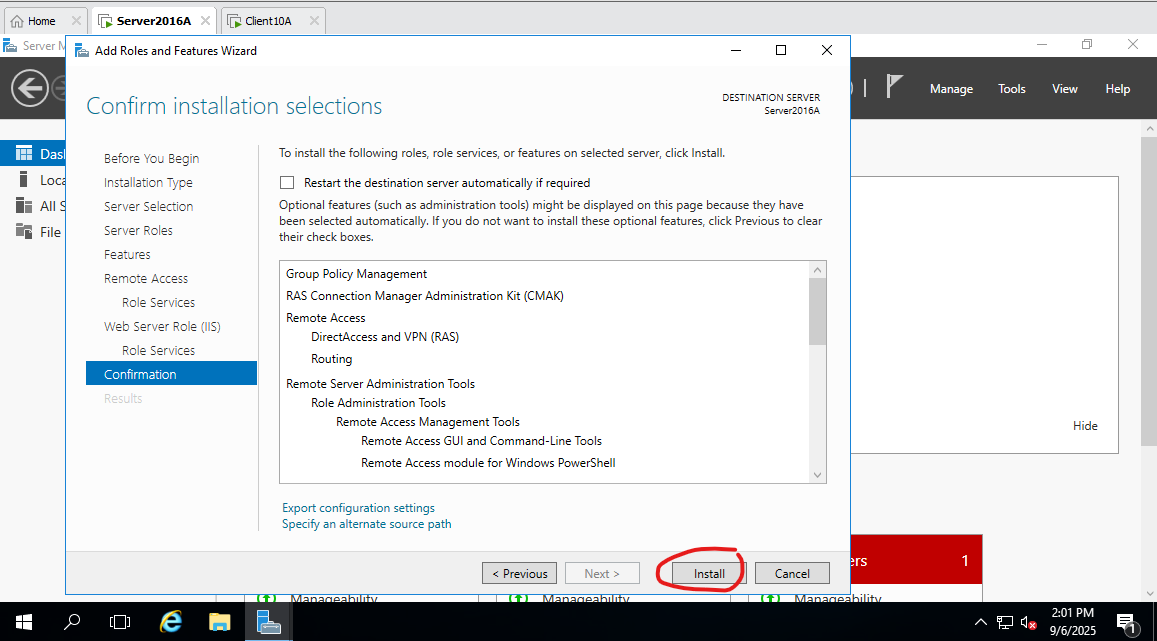 Home
Server2016A
Client10A
Server M
Add Roles and Features Wizard
Manage
Tools
View
Help
Confirm installation selections
DESTINATION SERVER
Server2016A
Das
Loca
All S
File
Before You Begin
Installation Type
Server Selection
Server Roles
Features
Remote Access
Role Services
Web Server Role (IIS)
Role Services
Confirmation
Results
To install the following roles, role services, or features on selected server, click Install.
Restart the destination server automatically if required
Optional features (such as administration tools) might be displayed on this page because they have
been selected automatically. If you do not want to install these optional features, click Previous to clear
their check boxes.
Group Policy Management
RAS Connection Manager Administration Kit (CMAK)
Remote Access
DirectAccess and VPN (RAS)
Routing
Remote Server Administration Tools
Role Administration Tools
Remote Access Management Tools
Remote Access GUI and Command-Line Tools
Remote Access module for Windows PowerShell
Hide
Export configuration settings
Specify an alternate source path
< Previous
Next >
Install
Cancel
ers
1
Manageability
Manageability
Manageability
2:01 PM
9/6/2025
1